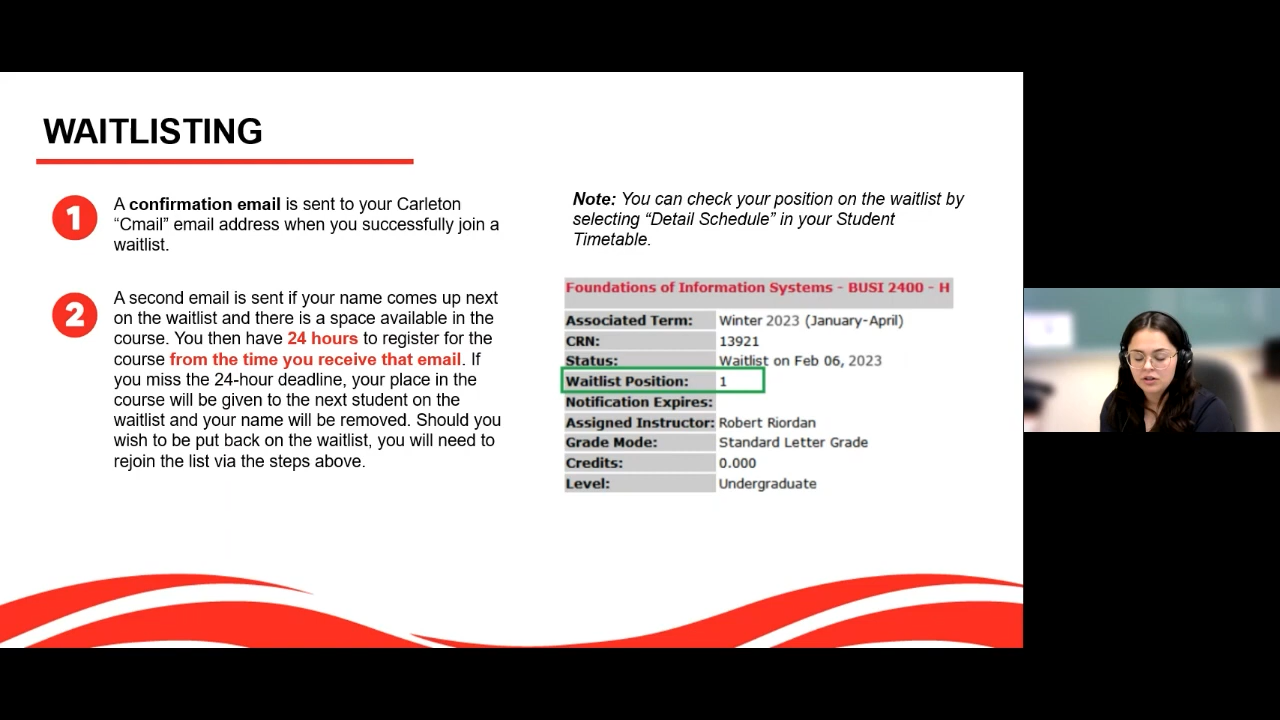 WAITLISTING
1
A confirmation email is sent to your Carleton
“Cmail” email address when you successfully join a
waitlist.
2
A second email is sent if your name comes up next
on the waitlist and there is a space available in the
course. You then have 24 hours to register for the
course from the time you receive that email. If
you miss the 24-hour deadline, your place in the
course will be given to the next student on the
waitlist and your name will be removed. Should you
wish to be put back on the waitlist, you will need to
rejoin the list via the steps above.
Note: You can check your position on the waitlist by
selecting “Detail Schedule” in your Student
Timetable.
Foundations of Information Systems - BUSI 2400 - H
Associated Term: Winter 2023 (January-April)
CRN: 13921
Status: Waitlist on Feb 06, 2023
Waitlist Position: 1
Notification Expires:
Assigned Instructor: Robert Riordan
Grade Mode: Standard Letter Grade
Credits: 0.000
Level: Undergraduate